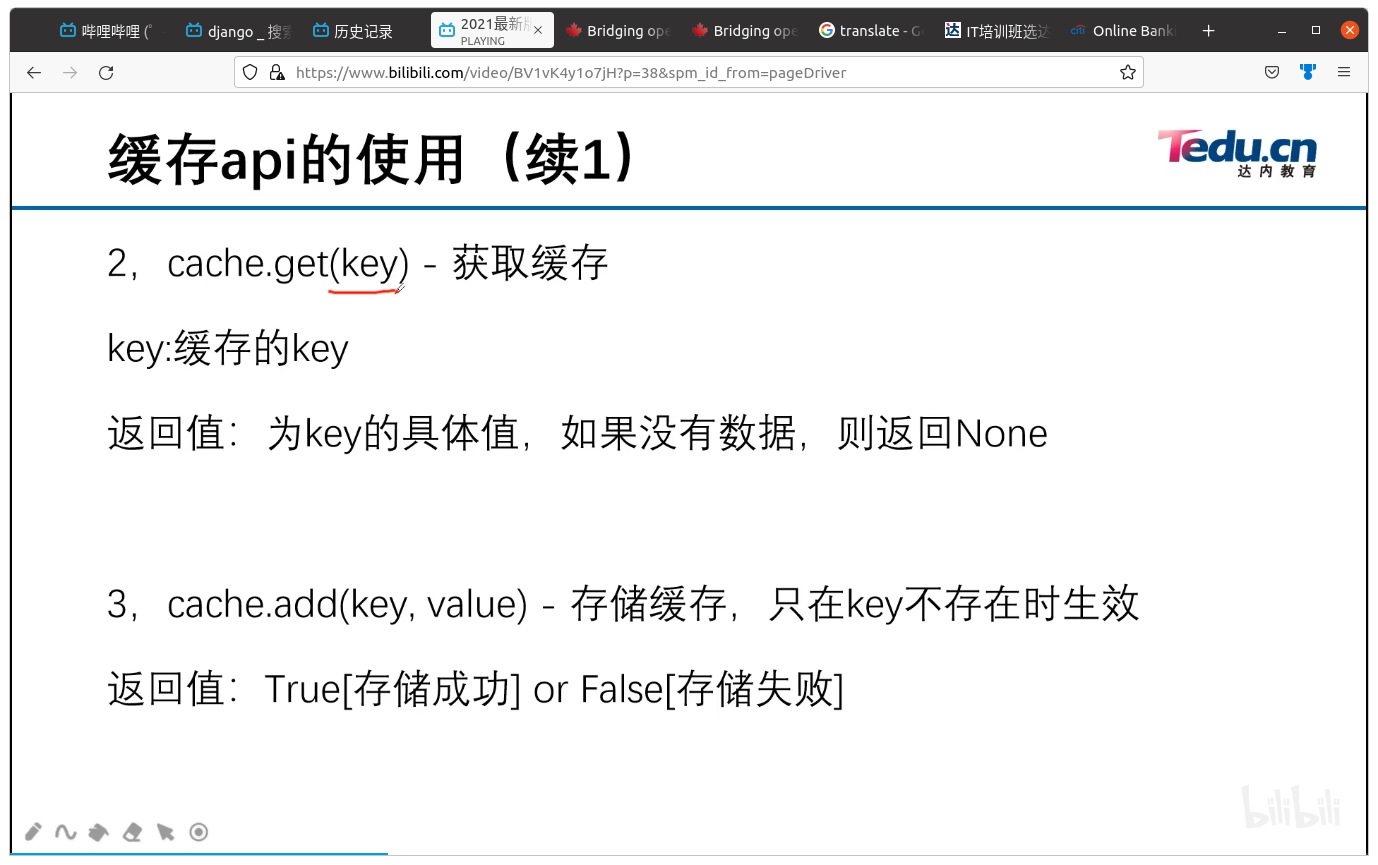 哔哩哔哩 (゜
django _ 搜索
历史记录
2021最新版
PLAYING
Bridging ope
Bridging ope
translate - G
达 IT培训班选达
citi Online Bank
https://www.bilibili.com/video/BV1vK4y1o7jH?p=38&spm_id_from=pageDriver
缓存api的使用（续1）
Tedu.cn
达内教育
2，cache.get(key) - 获取缓存
key:缓存的key
返回值：为key的具体值，如果没有数据，则返回None
3，cache.add(key, value) - 存储缓存，只在key不存在时生效
返回值：True[存储成功] or False[存储失败]
bilibili